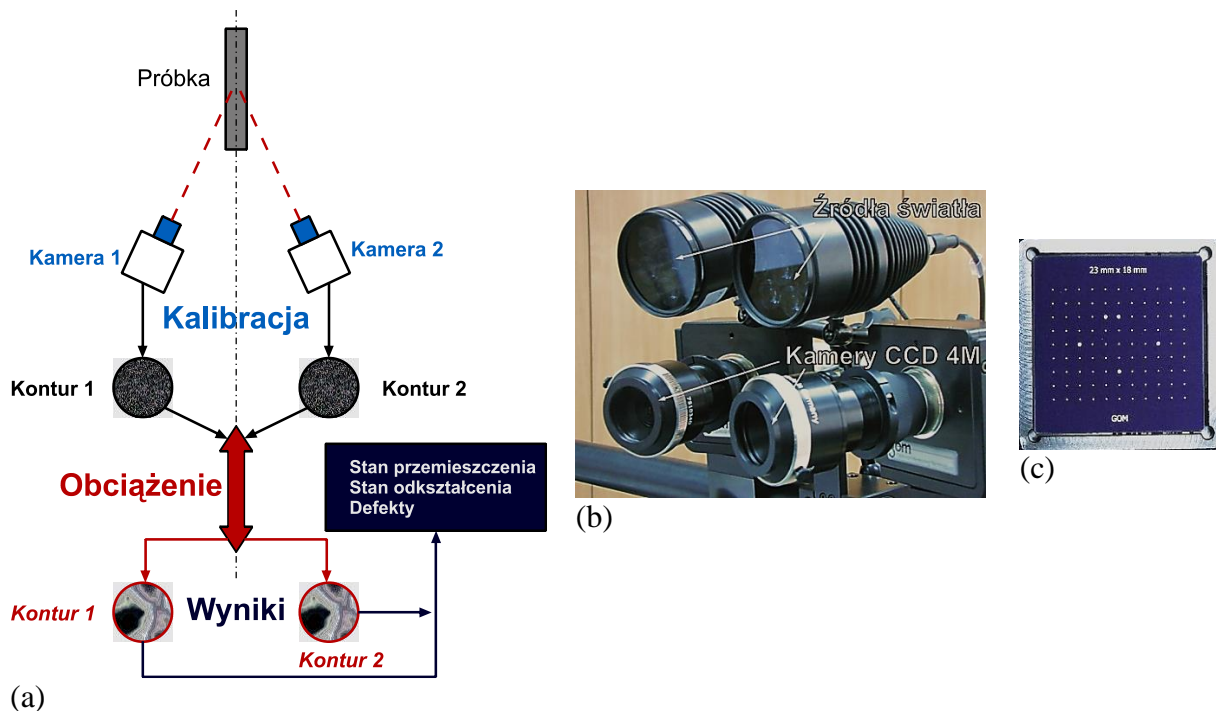 Próbka
Kamera 1
Kamera 2
Kalibracja
Kontur 1
Kontur 2
Obciążenie
Stan przemieszczenia
Stan odkształcenia
Defekty
Kontur 1
Wyniki
Kontur 2
(a)
Źródła światła
Kamery CCD 4M
gom
(b)
23 mm x 18 mm
GOM
(c)